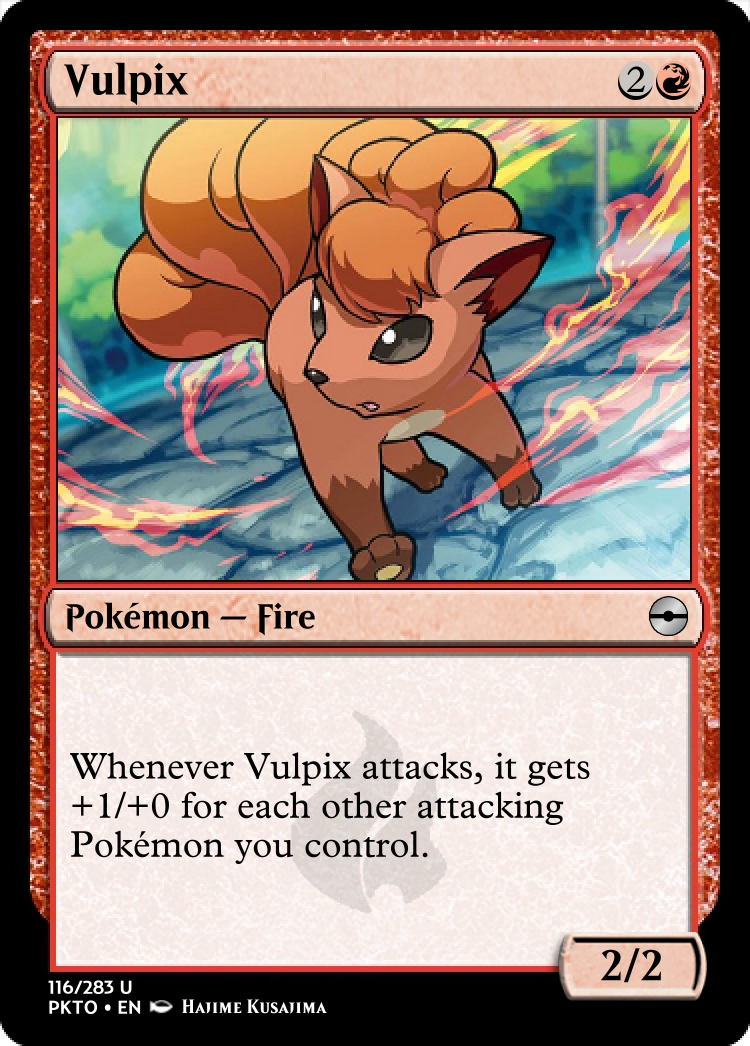 Vulpix 2
Pokémon — Fire
Whenever Vulpix attacks, it gets
+1/+0 for each other attacking
Pokémon you control.
2/2
116/283 U
PKTO • EN Hajime Kusajima